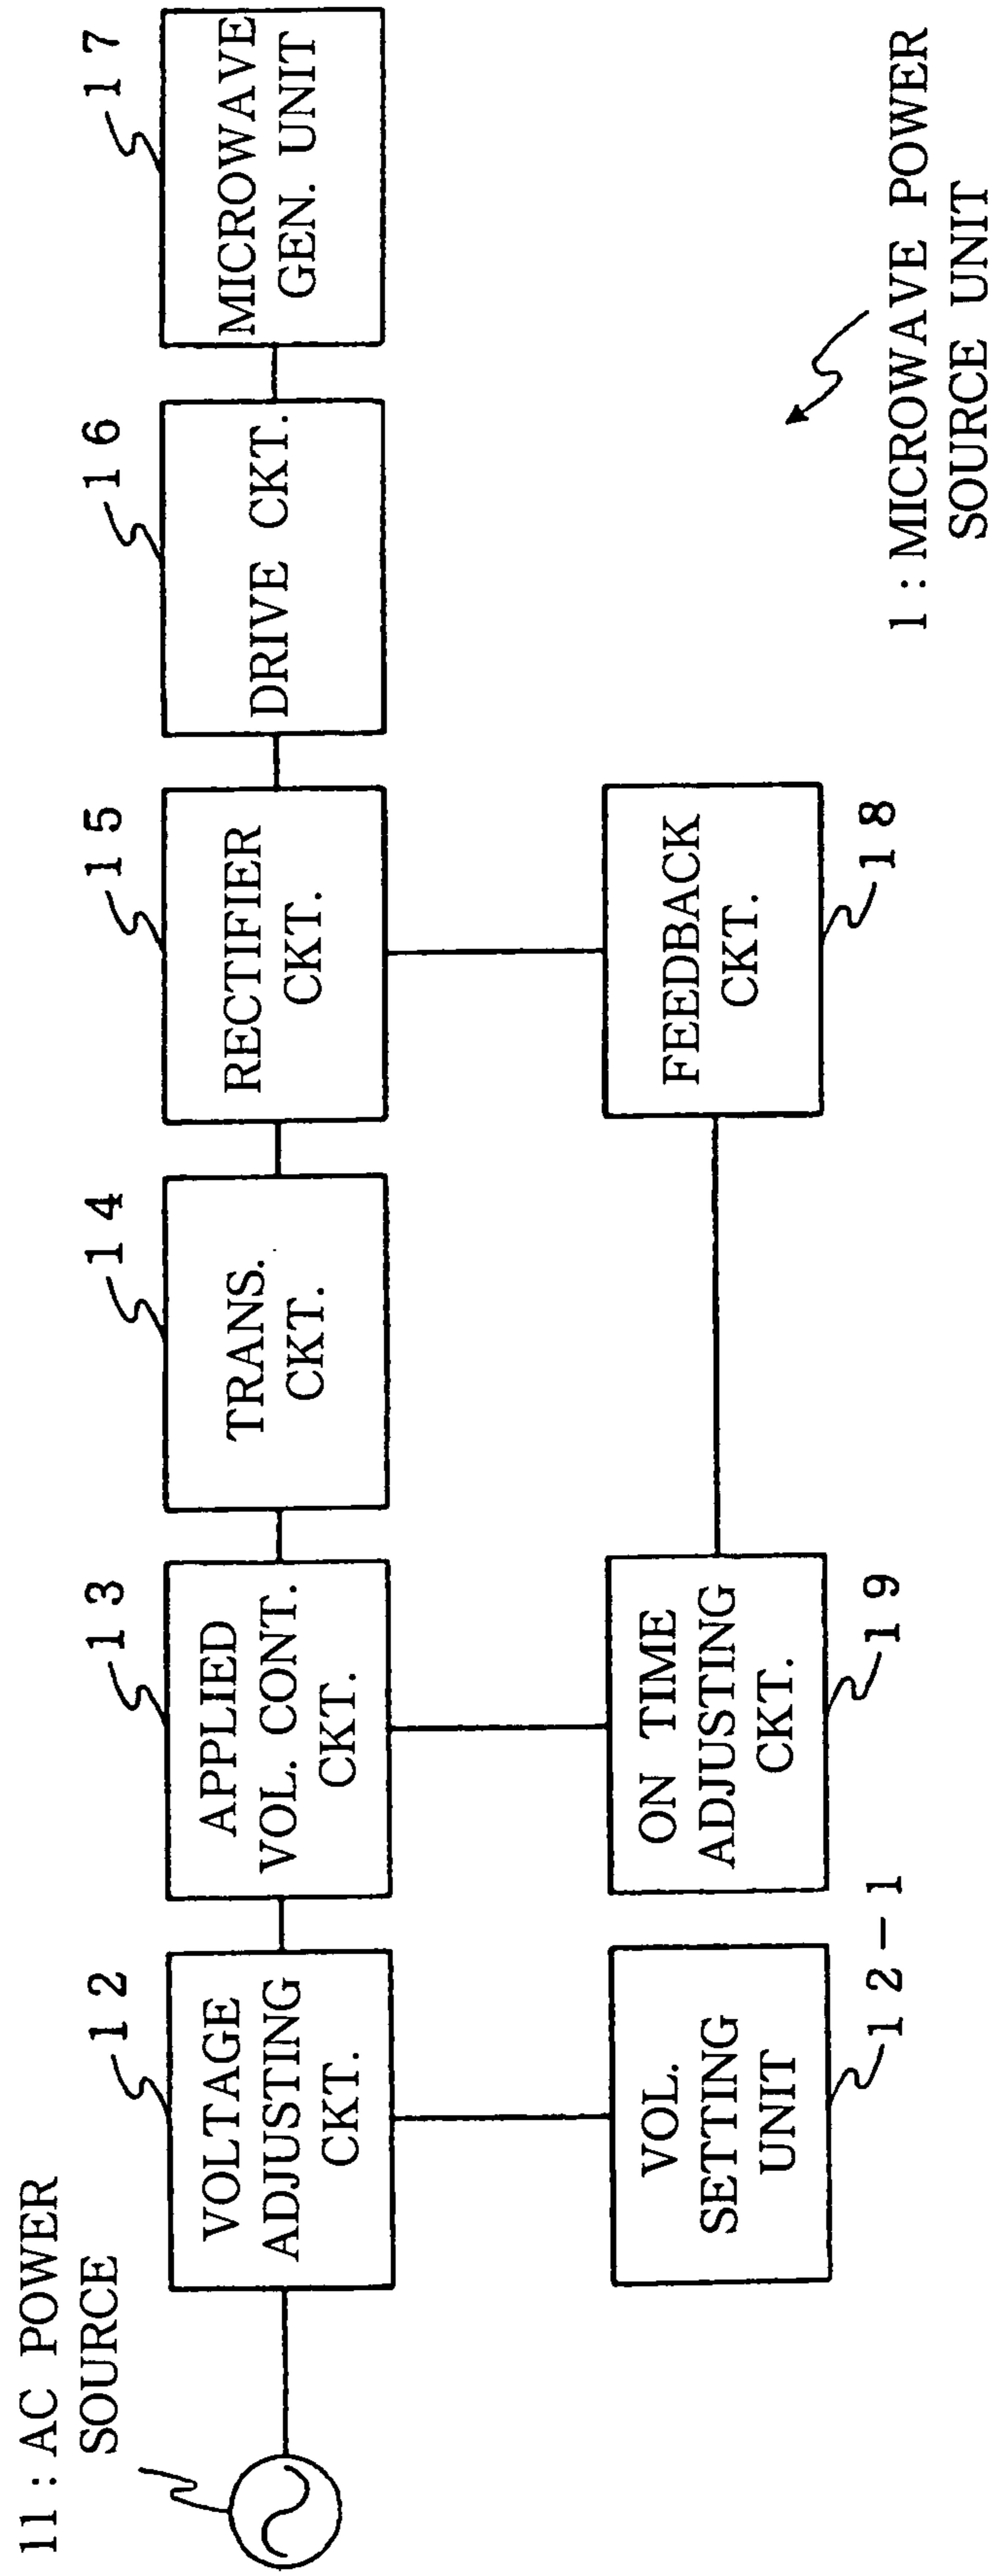 11 : AC POWER
SOURCE
12
VOLTAGE
ADJUSTING
CKT.
13
APPLIED
VOL. CONT.
CKT.
14
TRANS.
CKT.
15
RECTIFIER
CKT.
16
DRIVE CKT.
17
MICROWAVE
GEN. UNIT
VOL.
SETTING
UNIT
12-1
ON TIME
ADJUSTING
CKT.
19
FEEDBACK
CKT.
18
1 : MICROWAVE POWER
SOURCE UNIT